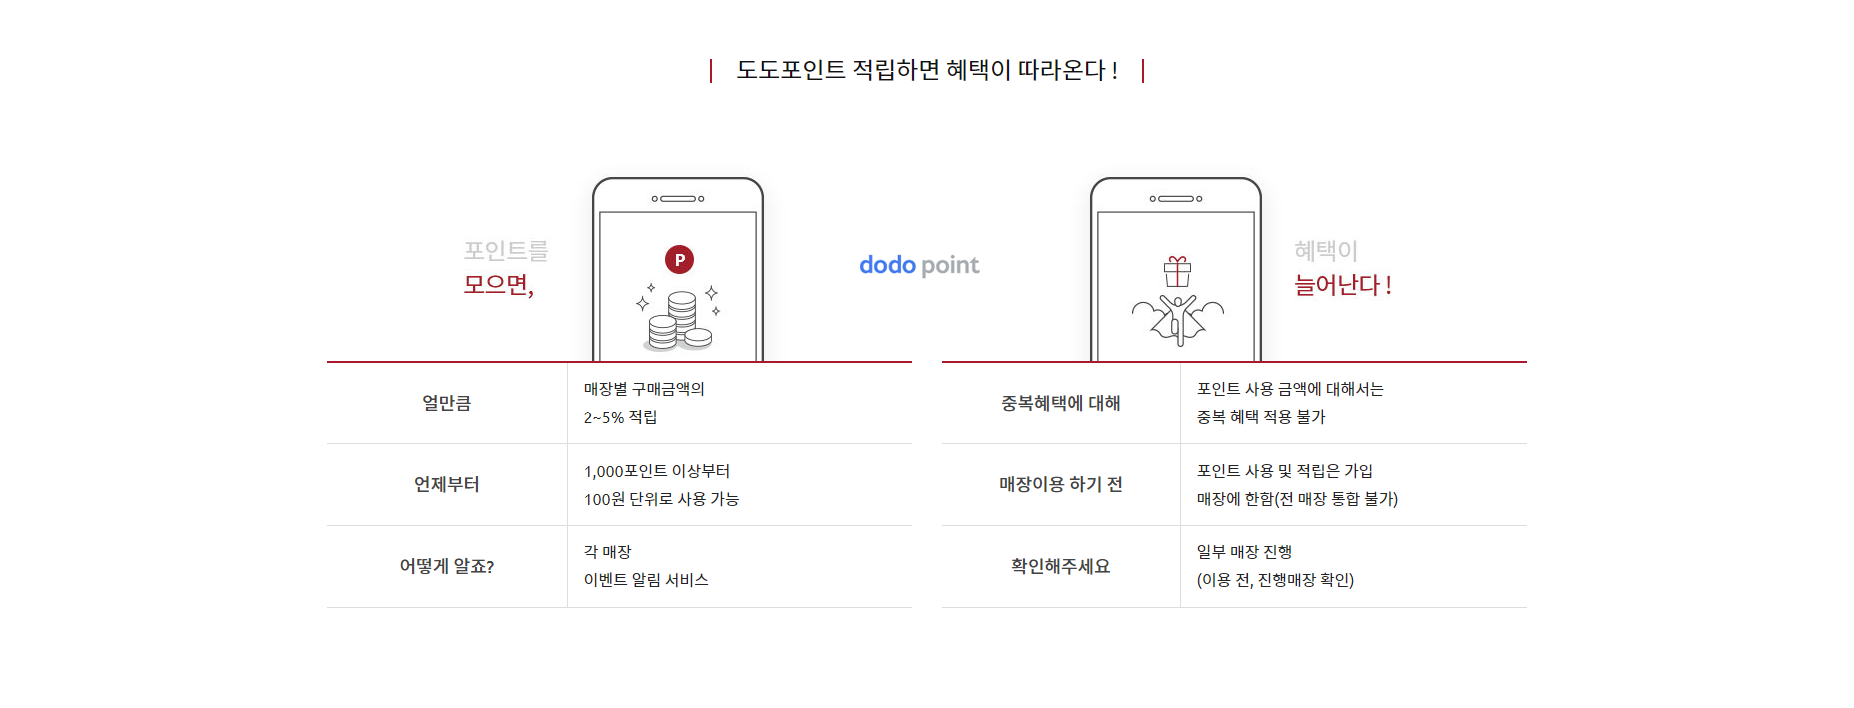 도도포인트 적립하면 혜택이 따라온다 !
포인트를
모으면,
P
dodo point
혜택이
늘어난다 !
얼만큼
매장별 구매금액의
2~5% 적립
언제부터
1,000포인트 이상부터
100원 단위로 사용 가능
어떻게 알죠?
각 매장
이벤트 알림 서비스
중복혜택에 대해
포인트 사용 금액에 대해서는
중복 혜택 적용 불가
매장이용 하기 전
포인트 사용 및 적립은 가입
매장에 한함(전 매장 통합 불가)
확인해주세요
일부 매장 진행
(이용 전, 진행매장 확인)